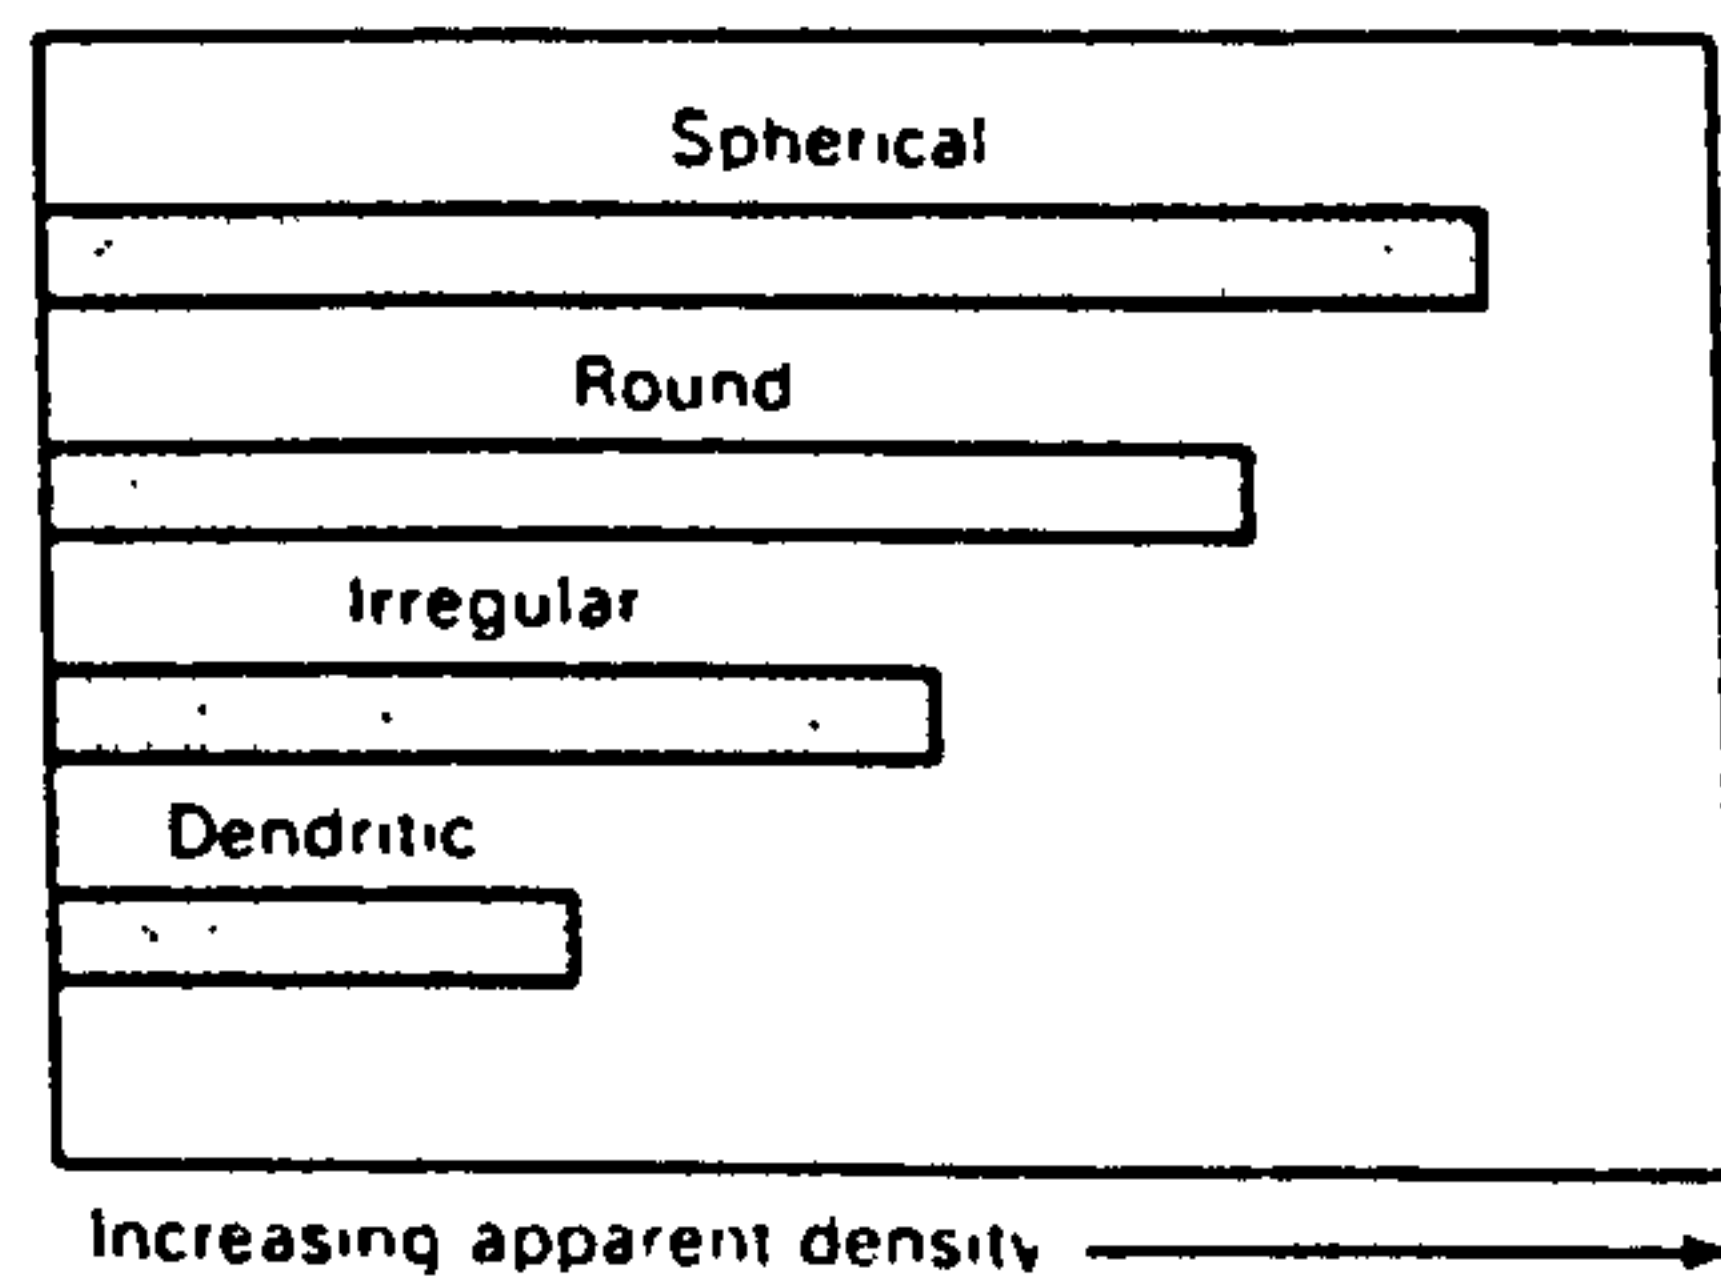 Spherical
Round
Irregular
Dendritic
Increasing apparent density